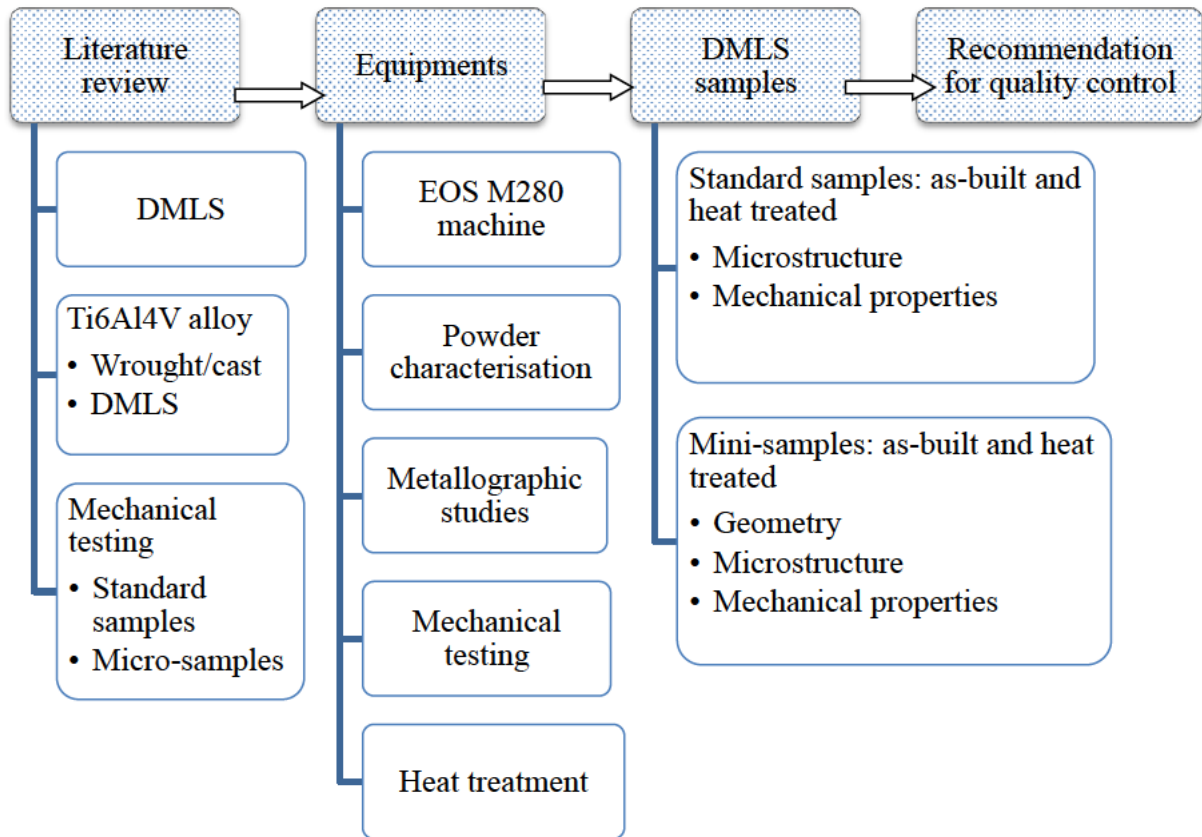 Literature
review
Equipments
DMLS
samples
Recommendation
for quality control
DMLS
Ti6Al4V alloy
• Wrought/cast
• DMLS
Mechanical
testing
• Standard
samples
• Micro-samples
EOS M280
machine
Powder
characterisation
Metallographic
studies
Mechanical
testing
Heat treatment
Standard samples: as-built and
heat treated
• Microstructure
• Mechanical properties
Mini-samples: as-built and heat
treated
• Geometry
• Microstructure
• Mechanical properties